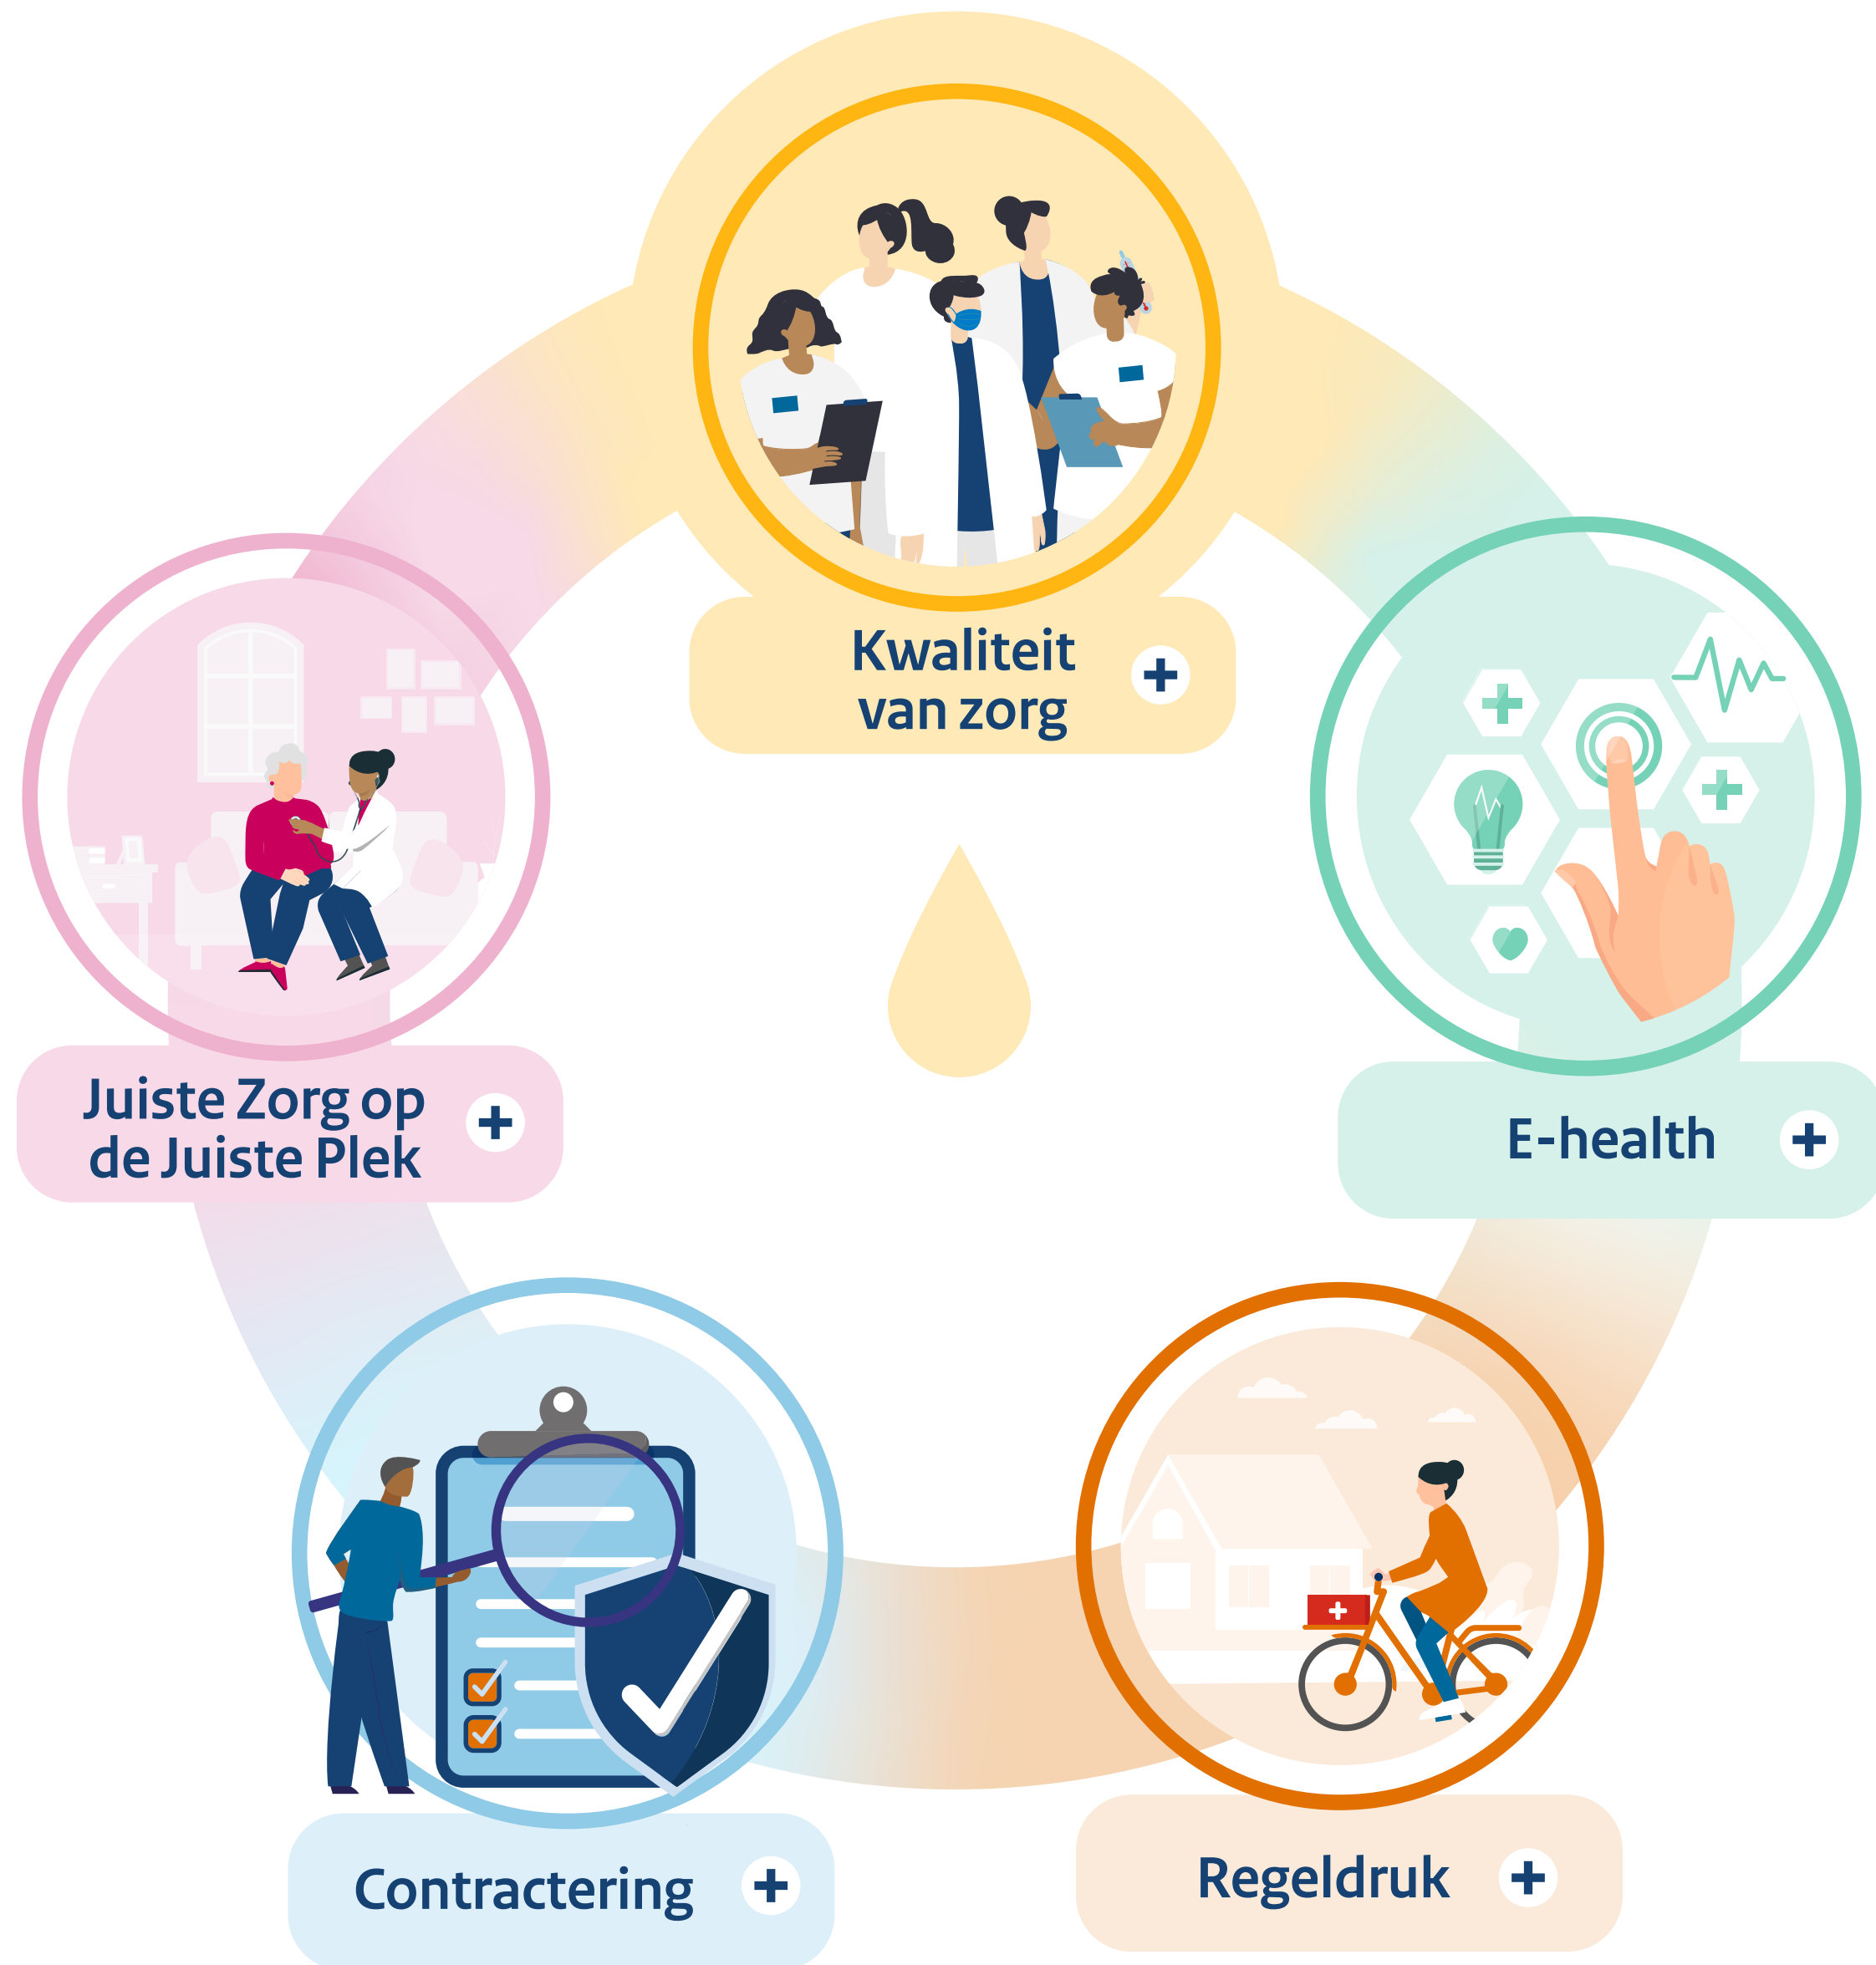 Kwaliteit
van zorg
Juiste Zorg op
de Juiste Plek
E-health
Contractering
Regeldruk